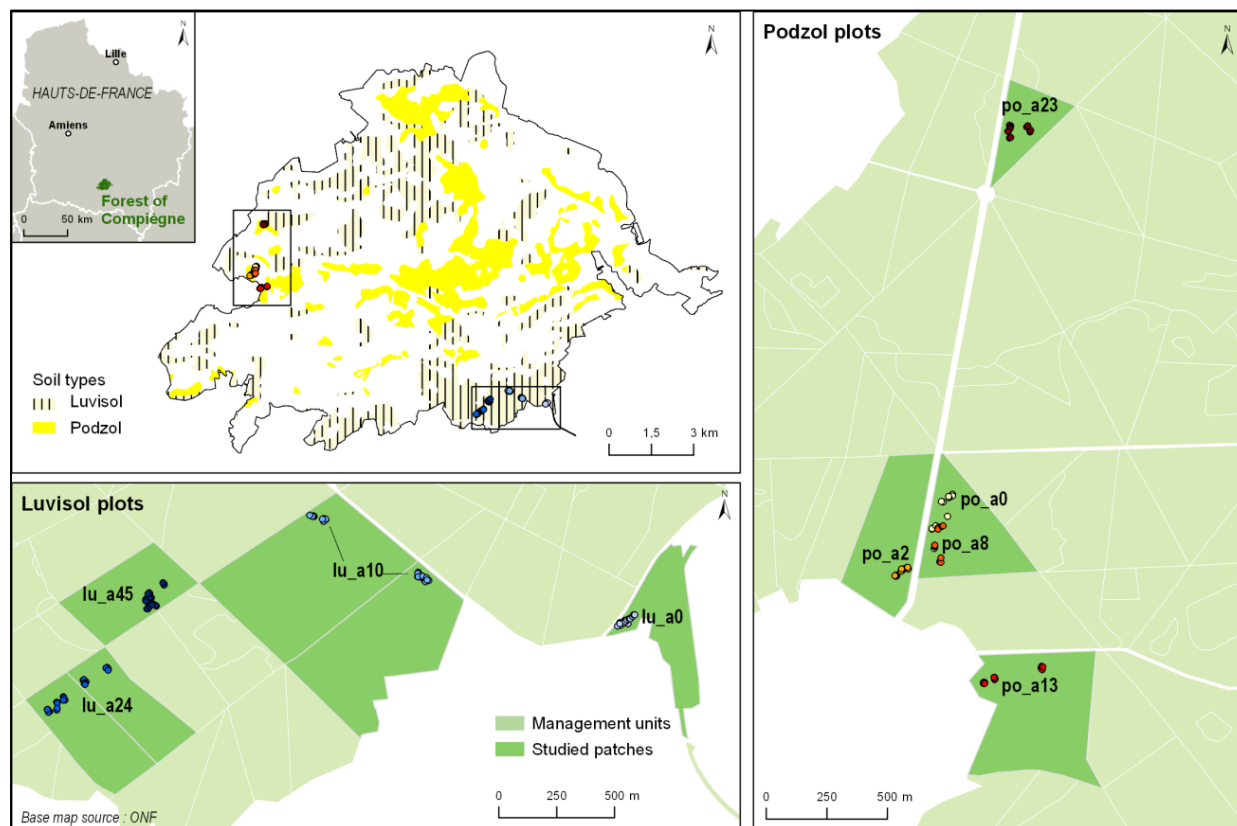 N
Lille
HAUTS-DE-FRANCE
Amiens
Forest of
Compiègne
0 50 km
N
Soil types
Luvisol
Podzol
0 1,5 3 km
Podzol plots
N
po_a23
po_a0
po_a8
po_a2
po_a13
0 250 500 m
Luvisol plots
N
lu_a10
lu_a45
lu_a0
lu_a24
Management units
Studied patches
0 250 500 m
Base map source : ONF